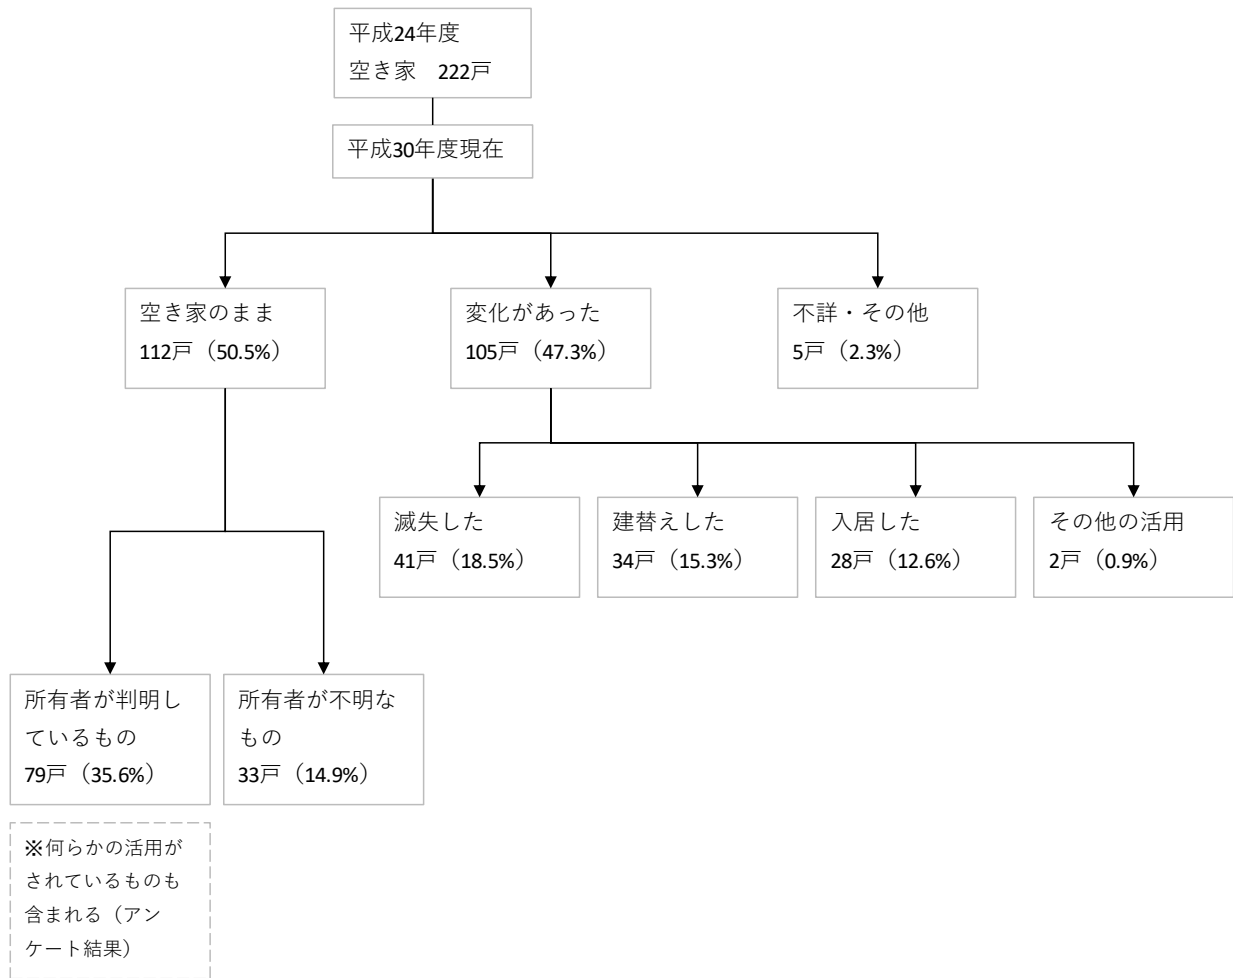 平成24年度
空き家　222戸
平成30年度現在
空き家のまま
112戸（50.5%）
変化があった
105戸（47.3%）
不詳・その他
5戸（2.3%）
滅失した
41戸（18.5%）
建替えした
34戸（15.3%）
入居した
28戸（12.6%）
その他の活用
2戸（0.9%）
所有者が判明し
ているもの
79戸（35.6%）
所有者が不明な
もの
33戸（14.9%）
※何らかの活用が
されているものも
含まれる（アン
ケート結果）